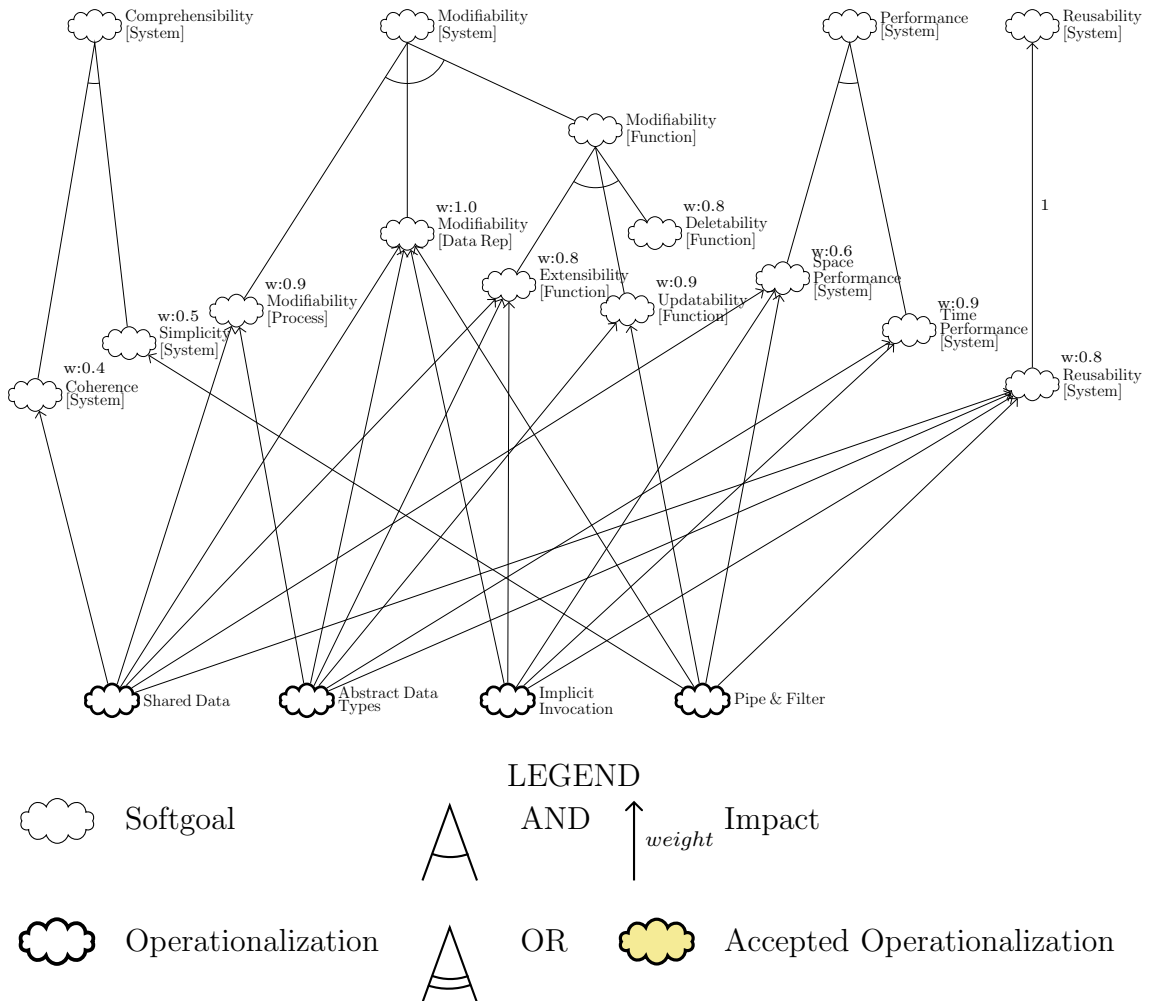 Comprehensibility
[System]
Modifiability
[System]
Performance
[System]
Reusability
[System]
Modifiability
[Function]
w:1.0
Modifiability
[Data Rep]
w:0.8
Deletability
[Function]
1
w:0.8
Extensibility
[Function]
w:0.6
Space
Performance
[System]
w:0.9
Modifiability
[Process]
w:0.9
Updatability
[Function]
w:0.5
Simplicity
[System]
w:0.9
Time
Performance
[System]
w:0.4
Coherence
[System]
w:0.8
Reusability
[System]
Shared Data
Abstract Data
Types
Implicit
Invocation
Pipe & Filter
LEGEND
Softgoal
AND
weight
Impact
Operationalization
OR
Accepted Operationalization